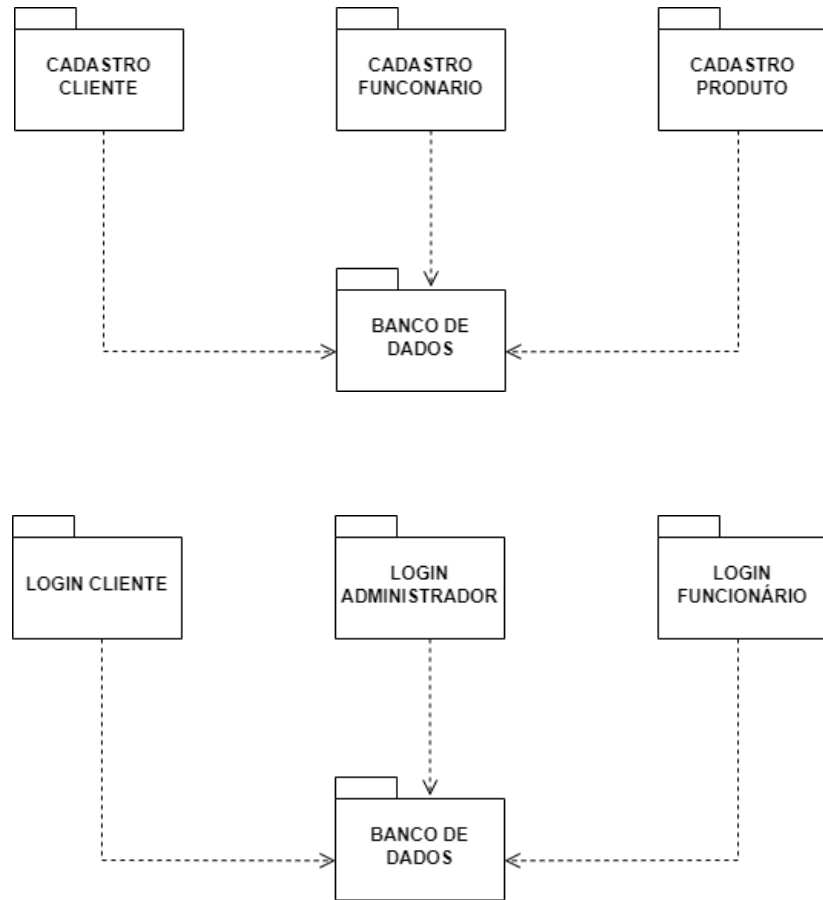 CADASTRO
CLIENTE
CADASTRO
FUNCONARIO
CADASTRO
PRODUTO
BANCO DE
DADOS
LOGIN CLIENTE
LOGIN
ADMINISTRADOR
LOGIN
FUNCIONÁRIO
BANCO DE
DADOS